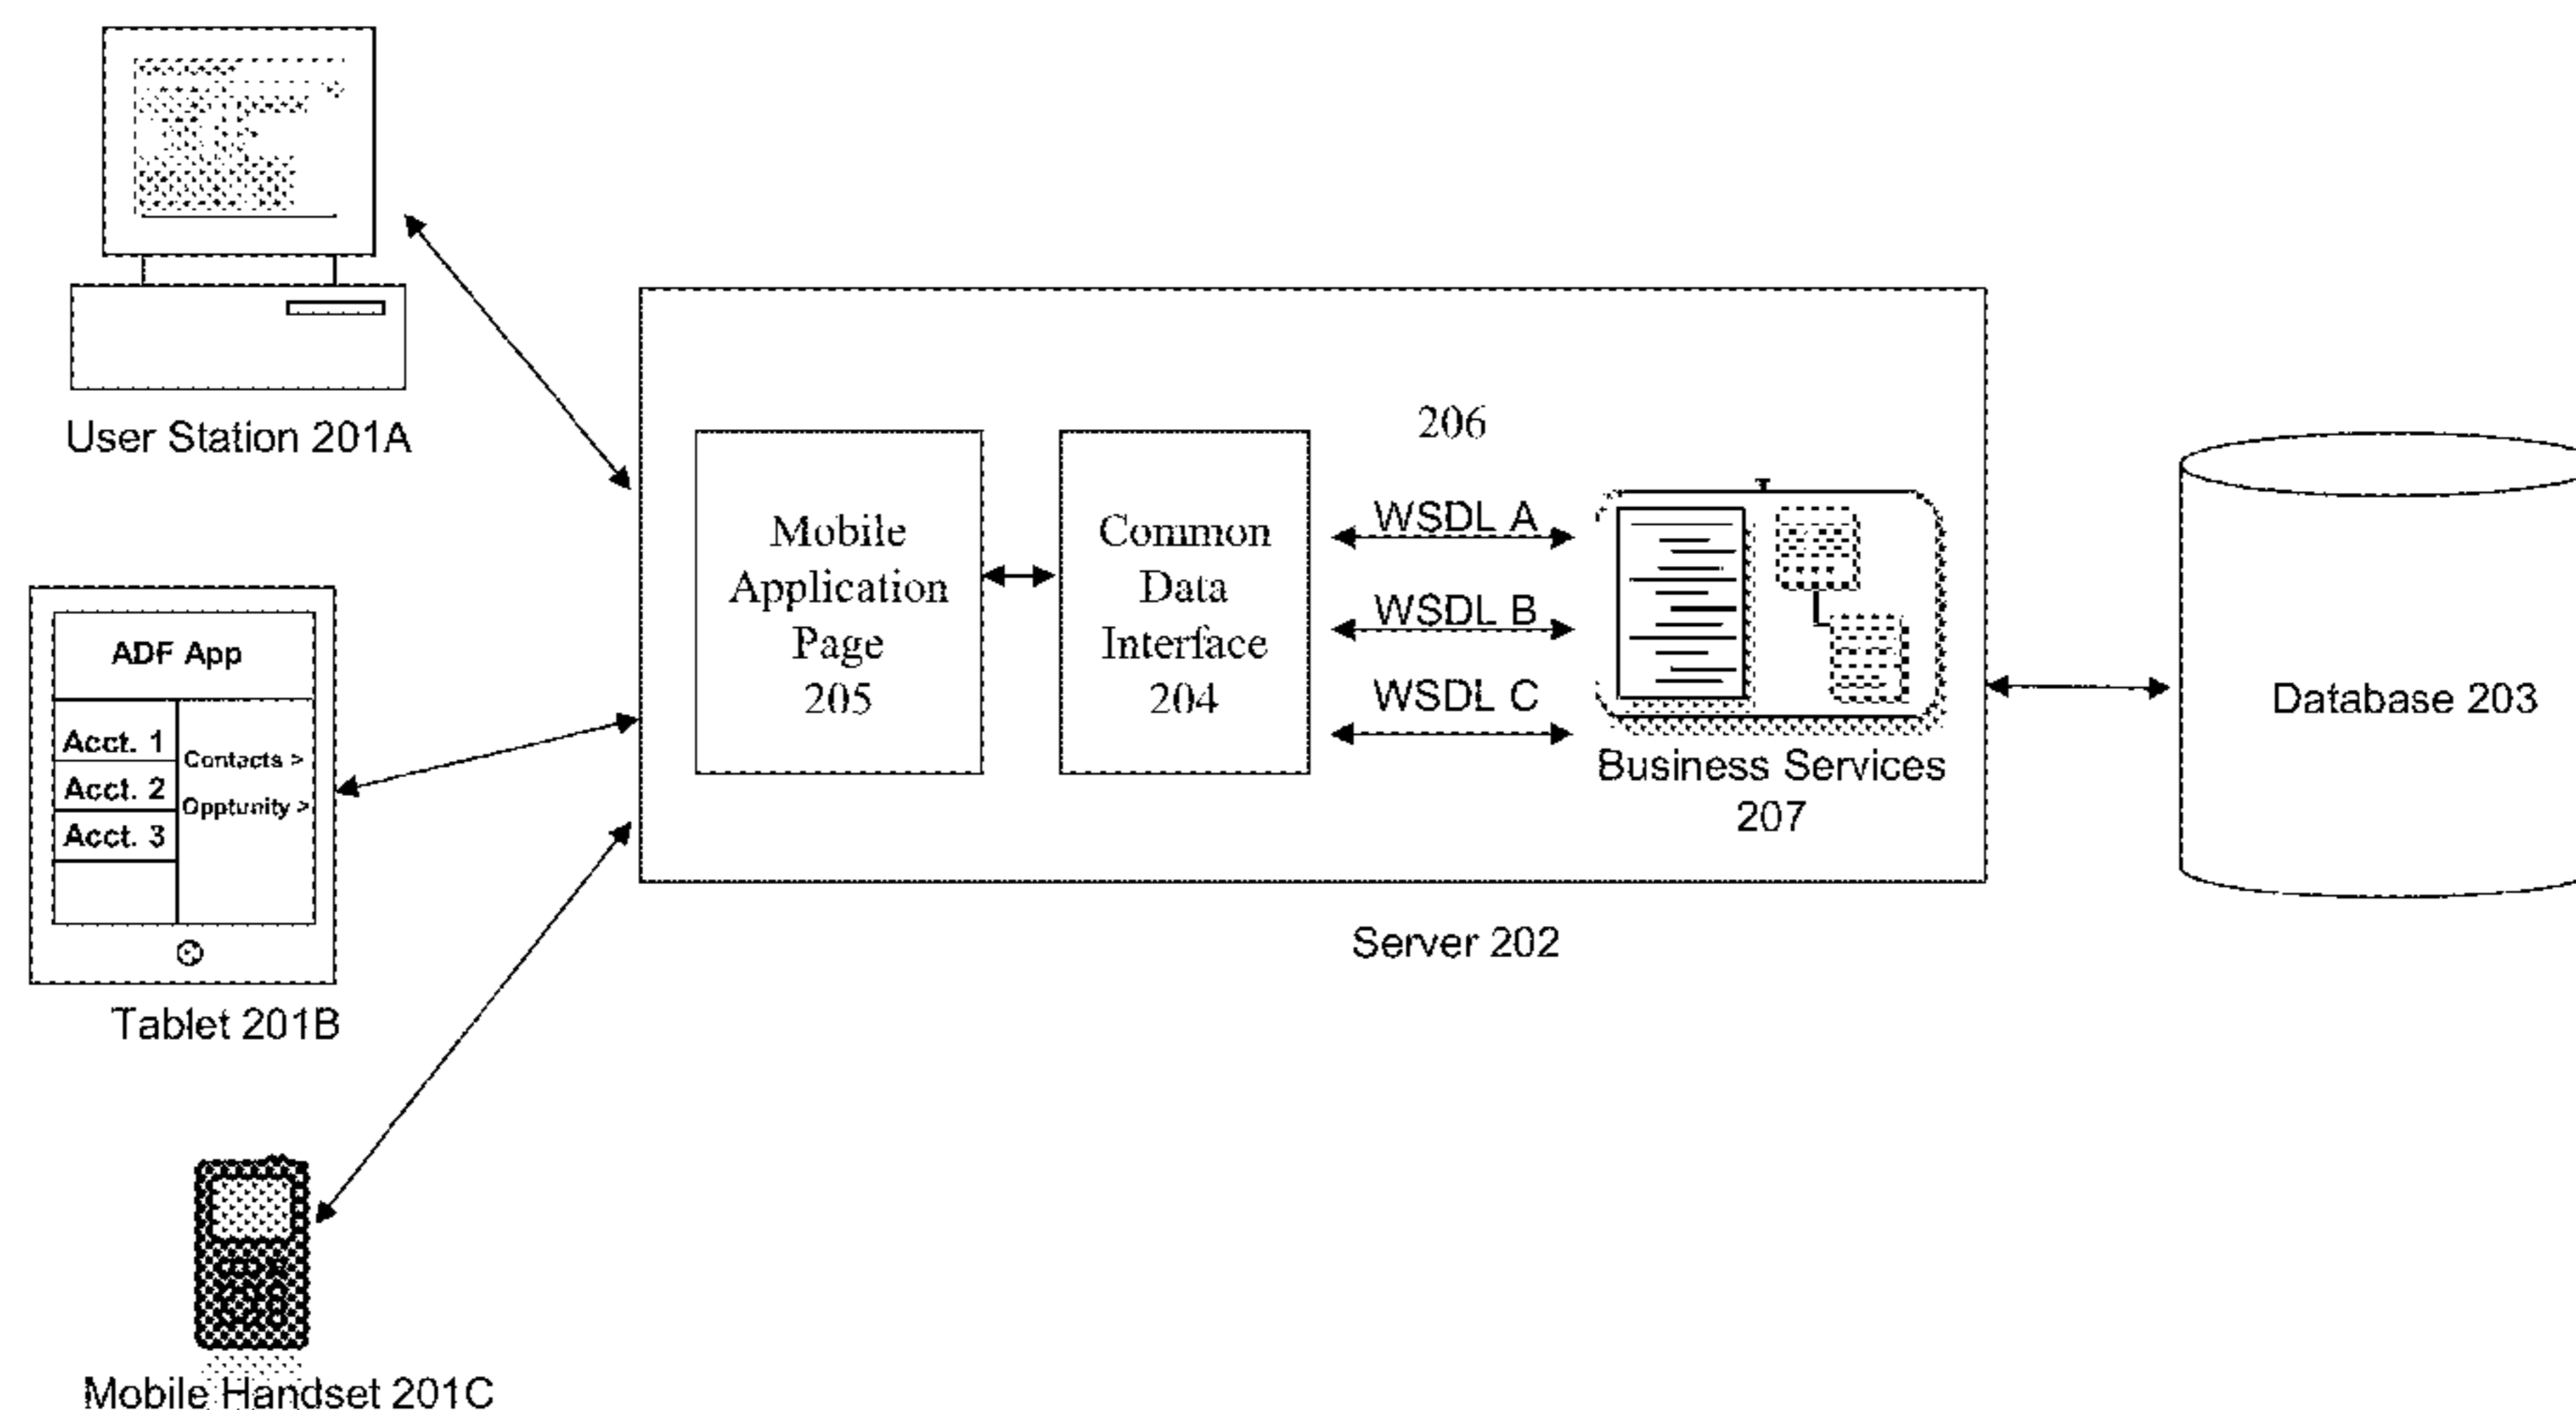 User Station 201A
ADF App
Acct. 1
Acct. 2
Acct. 3
Contacts >
Opptunity >
Tablet 201B
Mobile Handset 201C
Mobile
Application
Page
205
Common
Data
Interface
204
206
WSDL A
WSDL B
WSDL C
Business Services
207
Server 202
Database 203